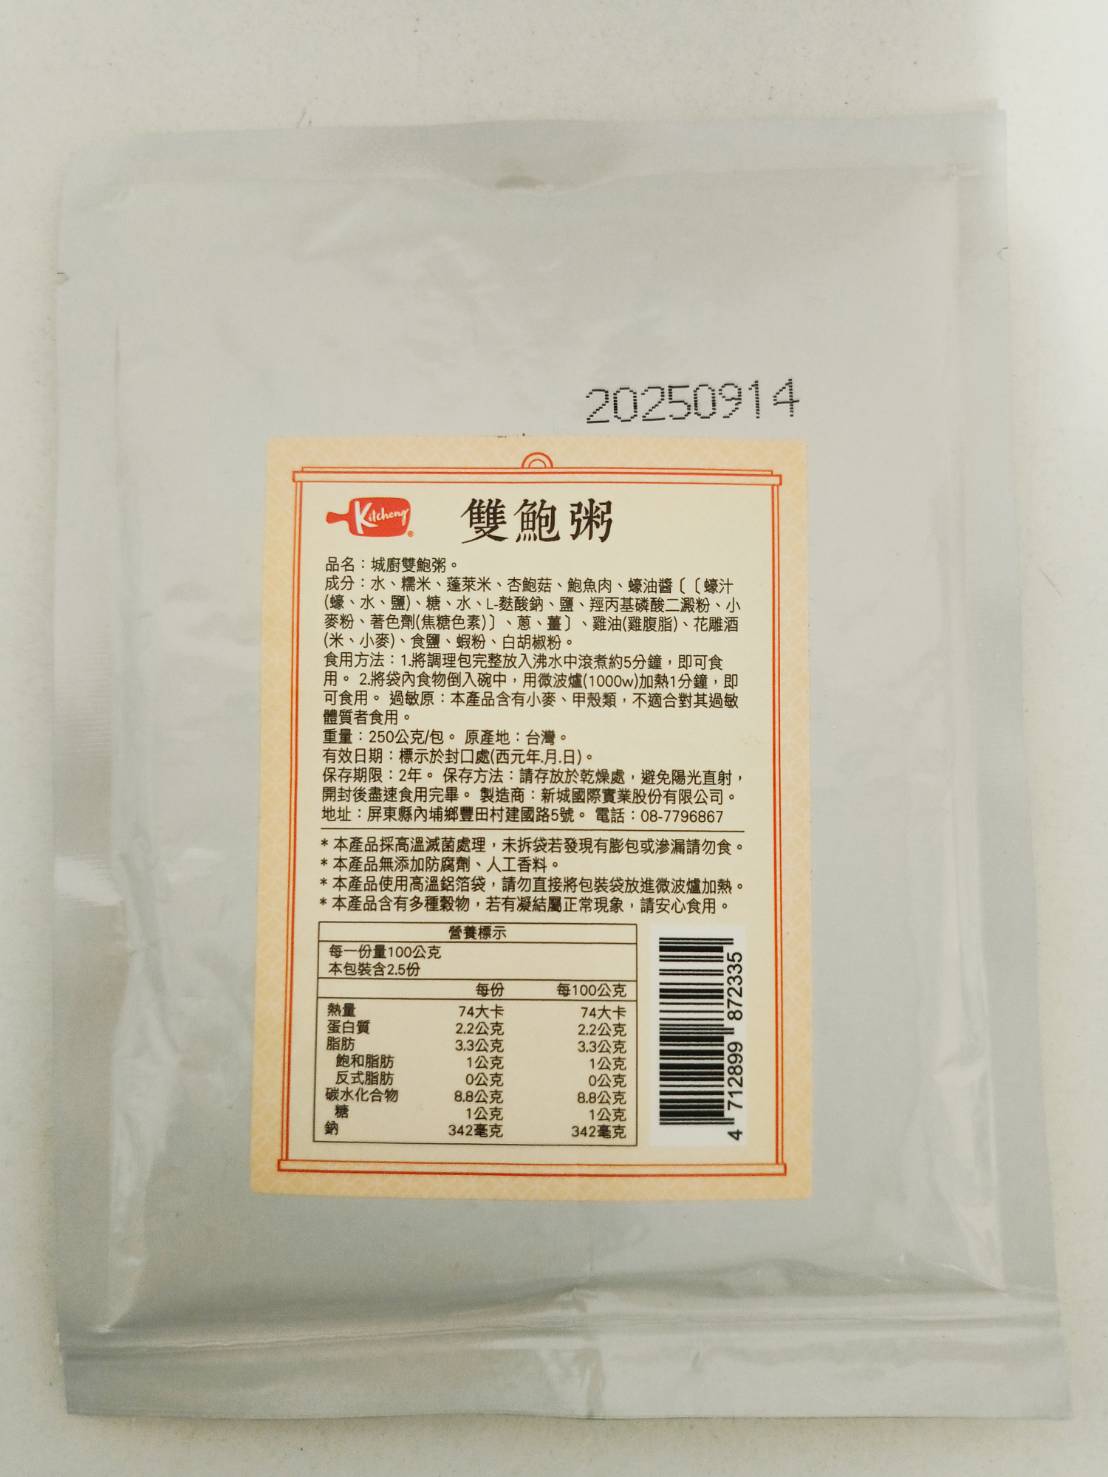 20250914
Kitcheng
雙鮑粥
品名：城廚雙鮑粥。
成分：水、糯米、蓬萊米、杏鮑菇、鮑魚肉、蠔油醬〔〔蠔汁
(蠔、水、鹽)、糖、水、L-麩酸鈉、鹽、羥丙基磷酸二澱粉、小
麥粉、著色劑(焦糖色素)〕、蔥、薑〕、雞油(雞腹脂)、花雕酒
(米、小麥)、食鹽、蝦粉、白胡椒粉。
食用方法：1.將調理包完整放入沸水中滾煮約5分鐘，即可食
用。 2.將袋內食物倒入碗中，用微波爐(1000w)加熱1分鐘，即
可食用。 過敏原：本產品含有小麥、甲殼類，不適合對其過敏
體質者食用。
重量：250公克/包。 原產地：台灣。
有效日期：標示於封口處(西元年.月.日)。
保存期限：2年。 保存方法：請存放於乾燥處，避免陽光直射，
開封後盡速食用完畢。 製造商：新城國際實業股份有限公司。
地址：屏東縣內埔鄉豐田村建國路5號。 電話：08-7796867
* 本產品採高溫滅菌處理，未拆袋若發現有膨包或滲漏請勿食。
* 本產品無添加防腐劑、人工香料。
* 本產品使用高溫鋁箔袋，請勿直接將包裝袋放進微波爐加熱。
* 本產品含有多種穀物，若有凝結屬正常現象，請安心食用。
營養標示
每一份量100公克
本包裝含2.5份
每份 每100公克
熱量 74大卡 74大卡
蛋白質 2.2公克 2.2公克
脂肪 3.3公克 3.3公克
飽和脂肪 1公克 1公克
反式脂肪 0公克 0公克
碳水化合物 8.8公克 8.8公克
糖 1公克 1公克
鈉 342毫克 342毫克
4 712899 872335